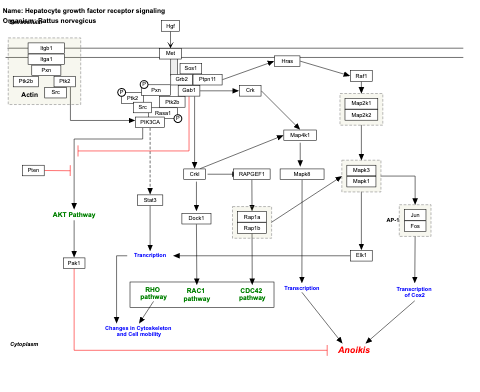 Name: Hepatocyte growth factor receptor signaling
Organism: Rattus norvegicus
Hgf
Itgb1
Itga1
Pxn
Ptk2b
Ptk2
Src
Actin
Met
Sos1
Grb2
Ptpn11
Gab1
Pxn
P
P
Ptk2
Ptk2b
Src
Rasa1
P
PIK3CA
Hras
Raf1
Crk
Map2k1
Map2k2
Map4k1
Pten
Crkl
RAPGEF1
Mapk8
Mapk3
Mapk1
Stat3
AKT Pathway
Dock1
Rap1a
Rap1b
AP-1
Jun
Fos
Trancription
Elk1
Pak1
RHO
pathway
RAC1
pathway
CDC42
pathway
Transcription
Transcription
of Cox2
Changes in Cytoskeleton
and Cell mobility
Cytoplasm
Anoikis